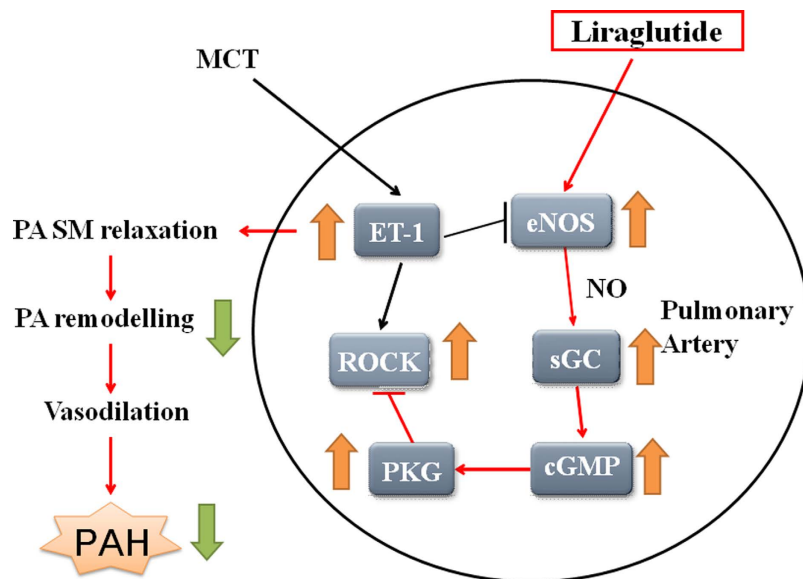 Liraglutide
MCT
ET-1
eNOS
PA SM relaxation
NO
PA remodelling
Pulmonary
Artery
ROCK
sGC
Vasodilation
PKG
cGMP
PAH